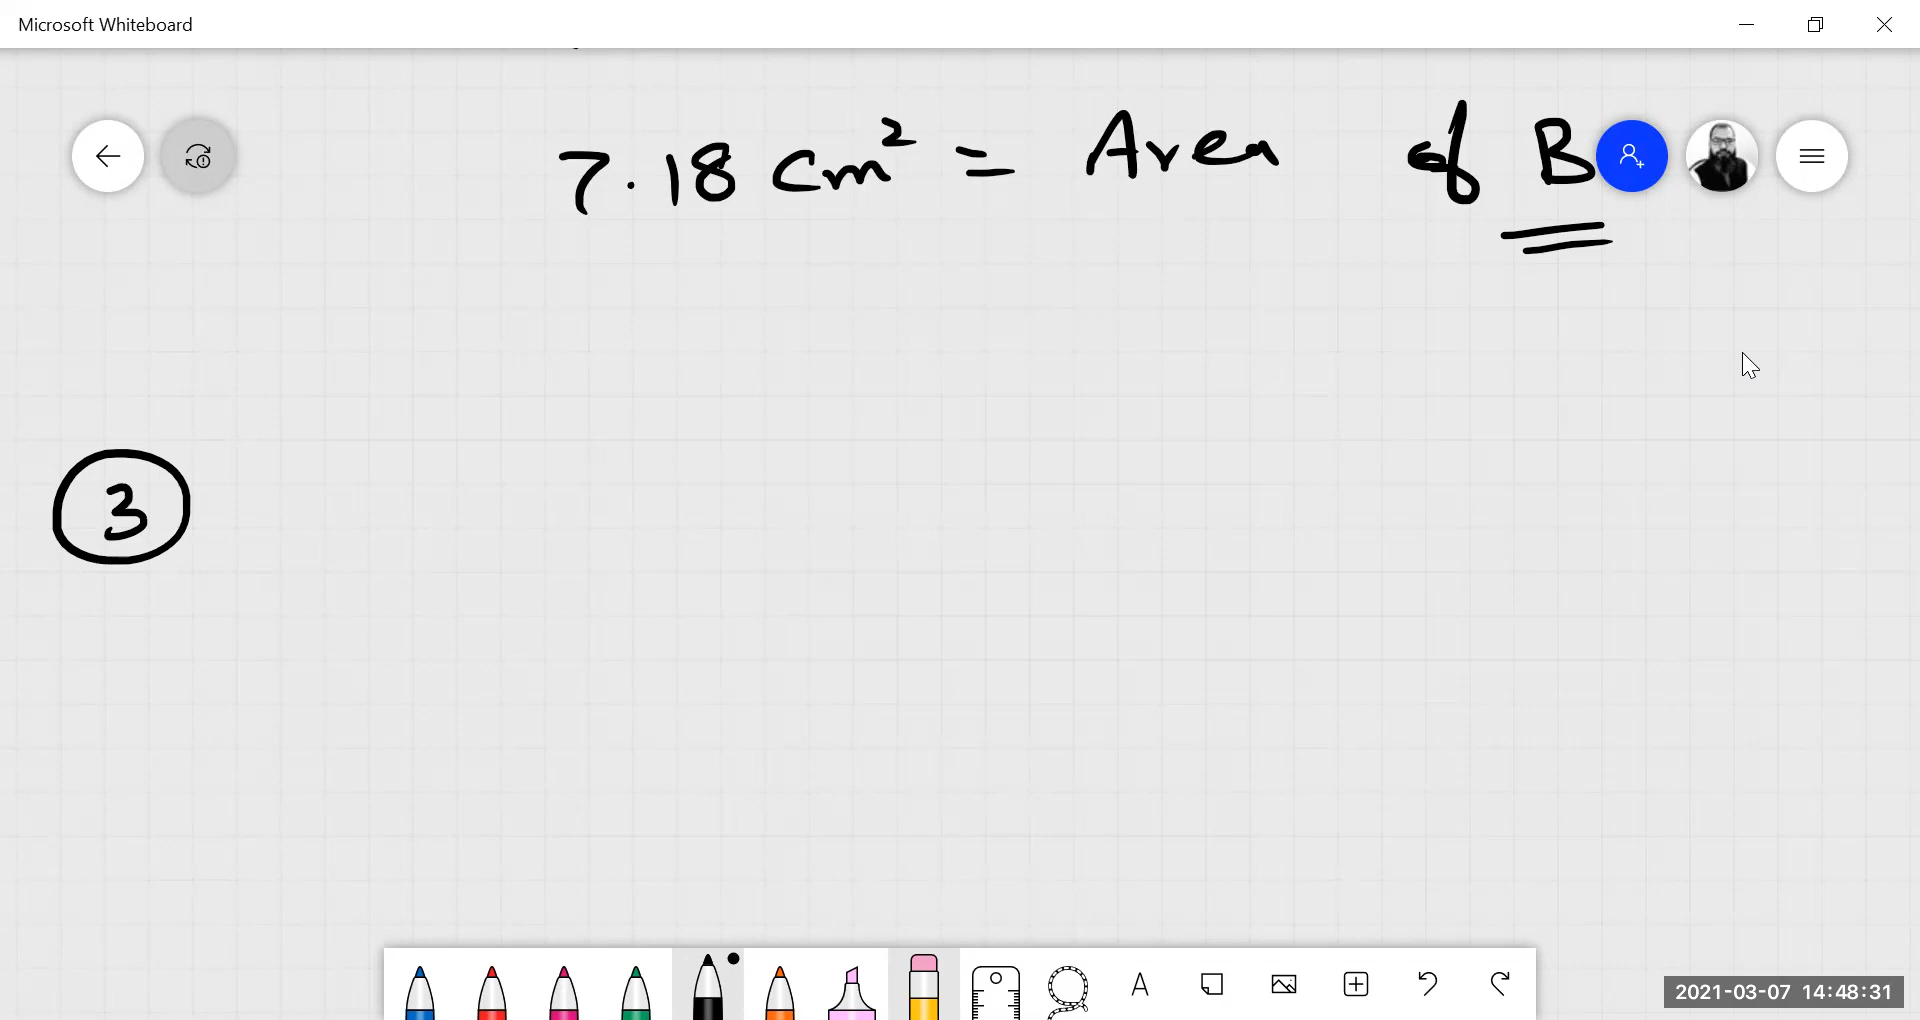 Microsoft Whiteboard
7.18 cm² = Area of B
3
A
2021-03-07 14:48:31